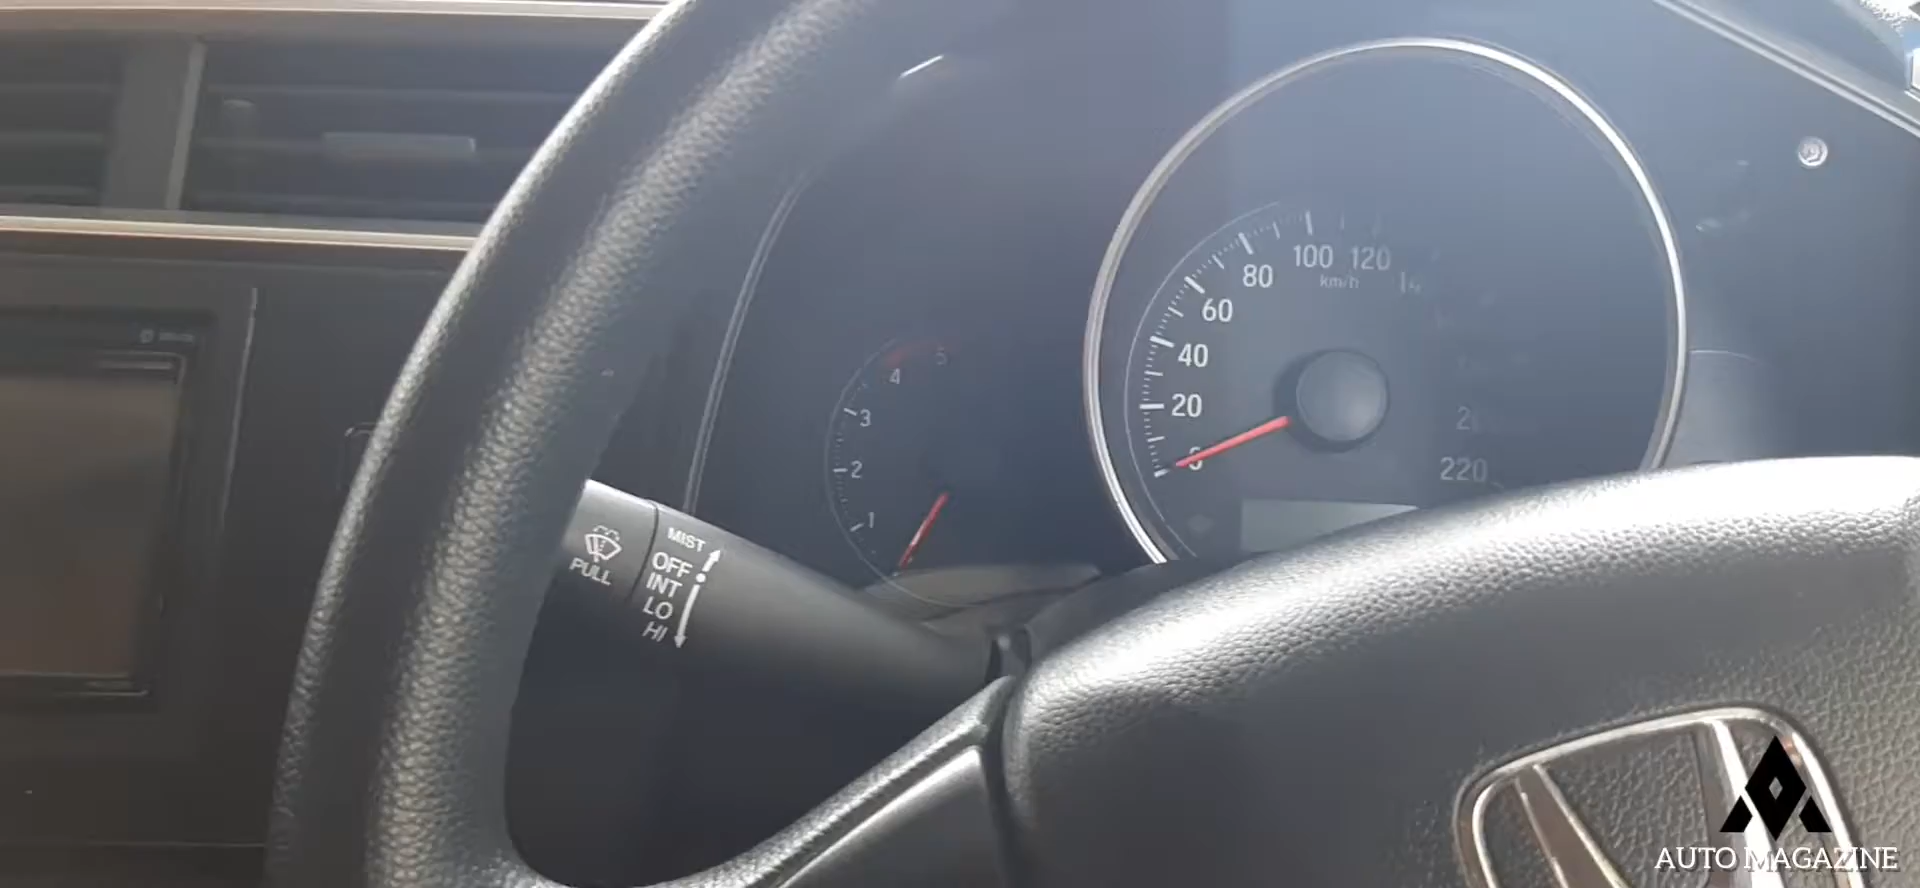 100 120
km/h
80
60
40
20
220
5
4
3
2
1
MIST
OFF
INT
LO
HI
PULL
AUTO MAGAZINE